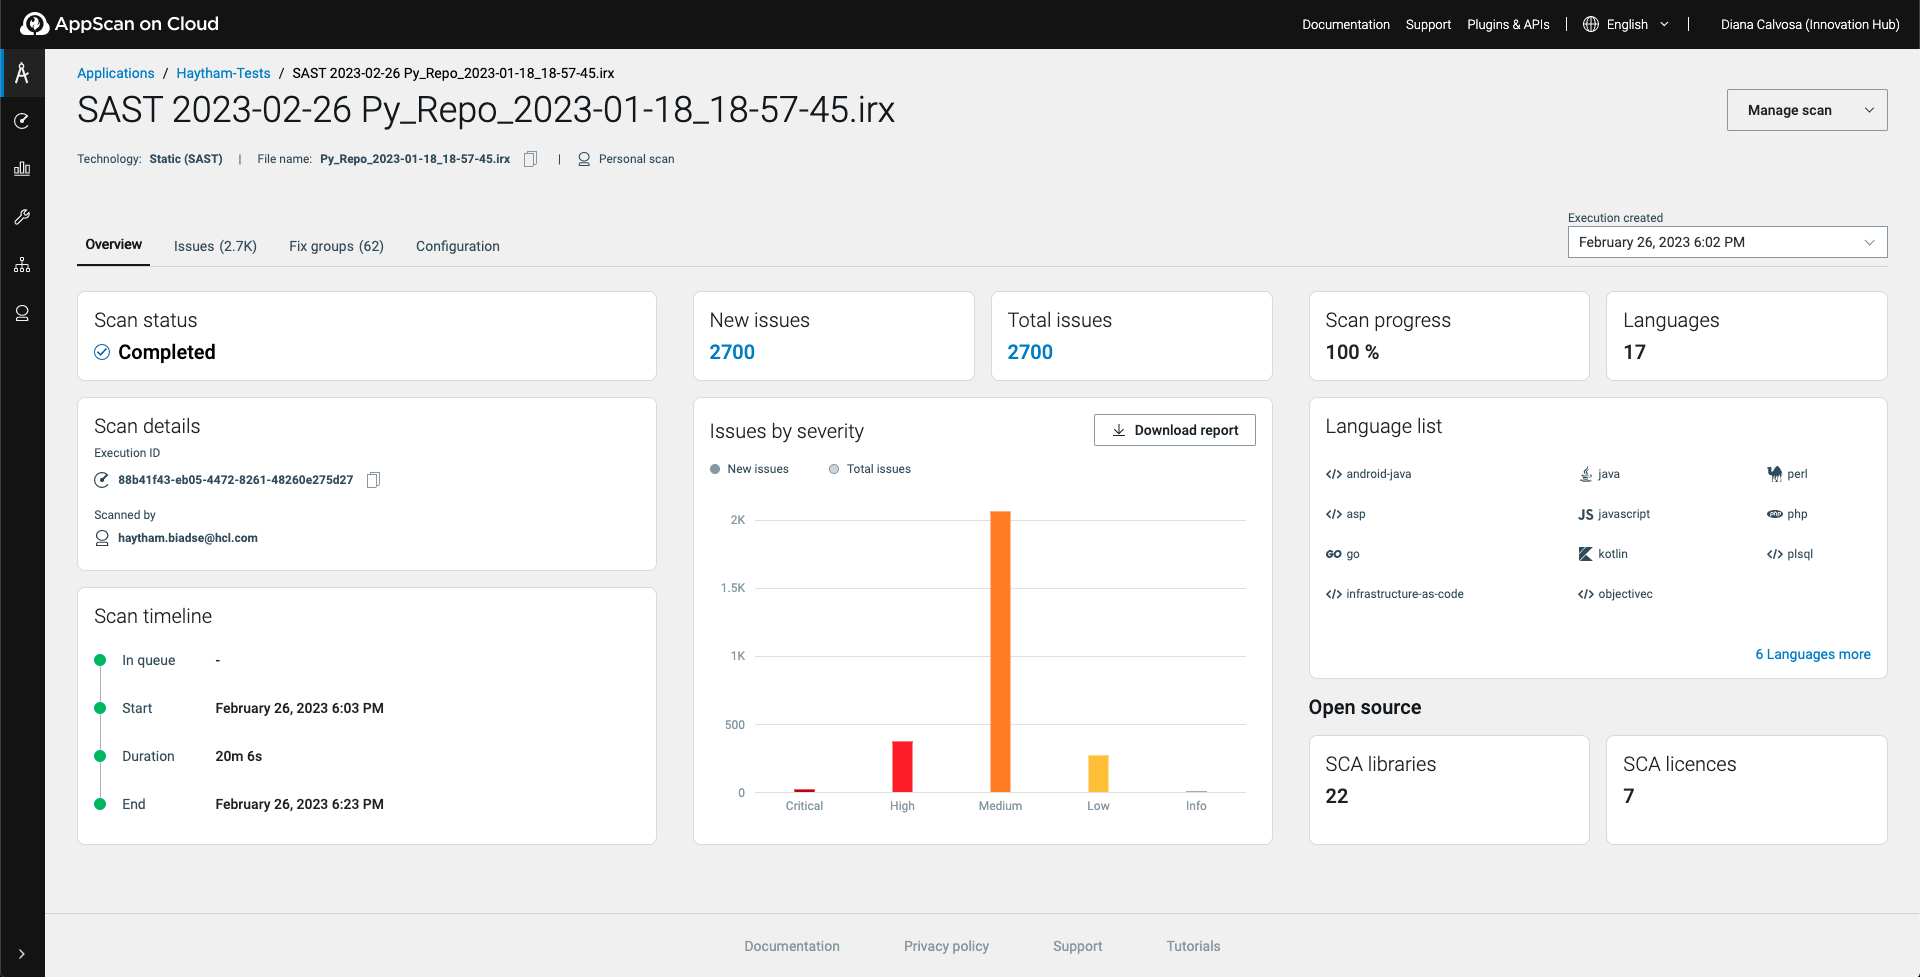 AppScan on Cloud
Documentation Support Plugins & APIs | English | Diana Calvosa (Innovation Hub)
Applications / Haytham-Tests / SAST 2023-02-26 Py_Repo_2023-01-18_18-57-45.irx
SAST 2023-02-26 Py_Repo_2023-01-18_18-57-45.irx
Manage scan
Technology: Static (SAST) | File name: Py_Repo_2023-01-18_18-57-45.irx | Personal scan
Execution created
February 26, 2023 6:02 PM
Overview Issues (2.7K) Fix groups (62) Configuration
Scan status
Completed
New issues
2700
Total issues
2700
Scan progress
100 %
Languages
17
Scan details
Execution ID
88b41f43-eb05-4472-8261-48260e275d27
Scanned by
haytham.biadse@hcl.com
Scan timeline
In queue -
Start February 26, 2023 6:03 PM
Duration 20m 6s
End February 26, 2023 6:23 PM
Issues by severity
Download report
New issues Total issues
2K
1.5K
1K
500
0
Critical High Medium Low Info
Language list
</> android-java java perl
</> asp JS javascript php php
GO go kotlin </> plsql
</> infrastructure-as-code </> objectivec
6 Languages more
Open source
SCA libraries
22
SCA licences
7
Documentation Privacy policy Support Tutorials